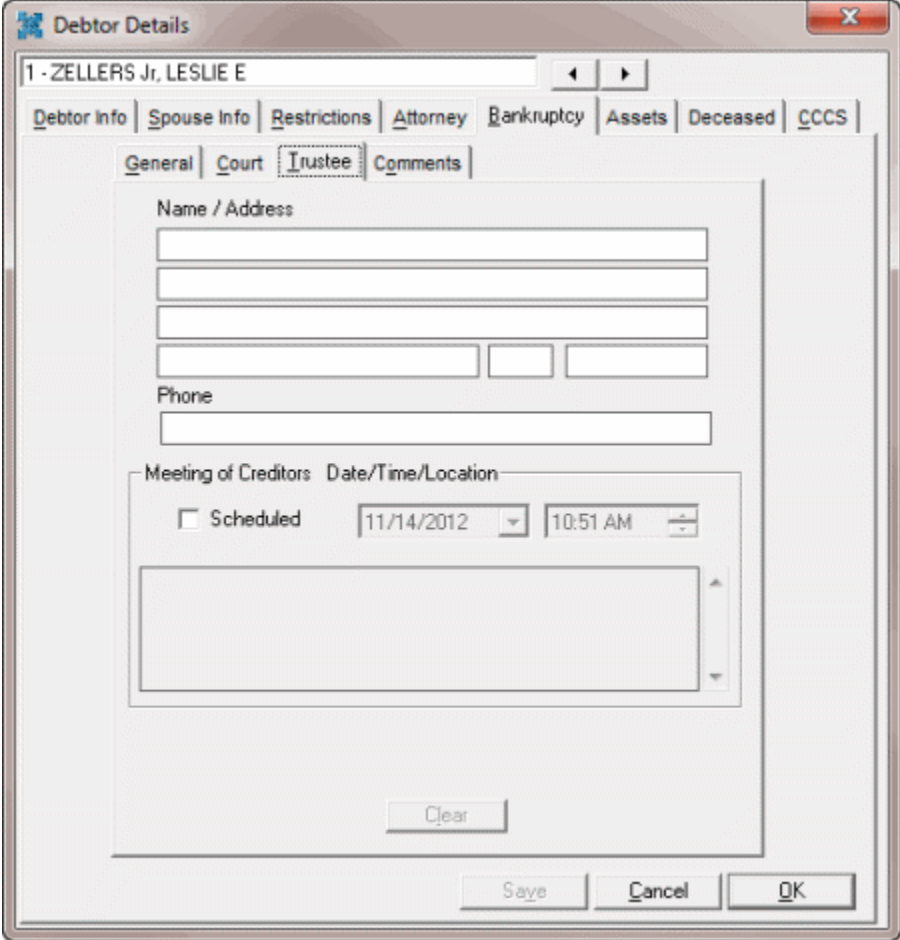 Debtor Details
1 - ZELLERS Jr, LESLIE E
Debtor Info Spouse Info Restrictions Attorney Bankruptcy Assets Deceased CCCS
General Court Trustee Comments
Name / Address
Phone
Meeting of Creditors Date/Time/Location
Scheduled 11/14/2012 10:51 AM
Clear
Save Cancel OK